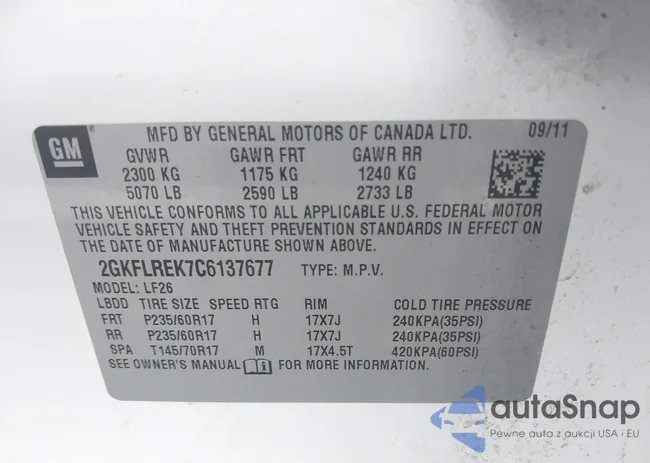 GM
MFD BY GENERAL MOTORS OF CANADA LTD. 09/11
GVWR GAWR FRT GAWR RR
2300 KG 1175 KG 1240 KG
5070 LB 2590 LB 2733 LB
THIS VEHICLE CONFORMS TO ALL APPLICABLE U.S. FEDERAL MOTOR
VEHICLE SAFETY AND THEFT PREVENTION STANDARDS IN EFFECT ON
THE DATE OF MANUFACTURE SHOWN ABOVE.
2GKFLREK7C6137677 TYPE: M.P.V.
MODEL: LF26
LBDD TIRE SIZE SPEED RTG RIM COLD TIRE PRESSURE
FRT P235/60R17 H 17X7J 240KPA(35PSI)
RR P235/60R17 H 17X7J 240KPA(35PSI)
SPA T145/70R17 M 17X4.5T 420KPA(60PSI)
SEE OWNER'S MANUAL FOR MORE INFORMATION.
autaSnap
Pewne auta z aukcji USA i EU